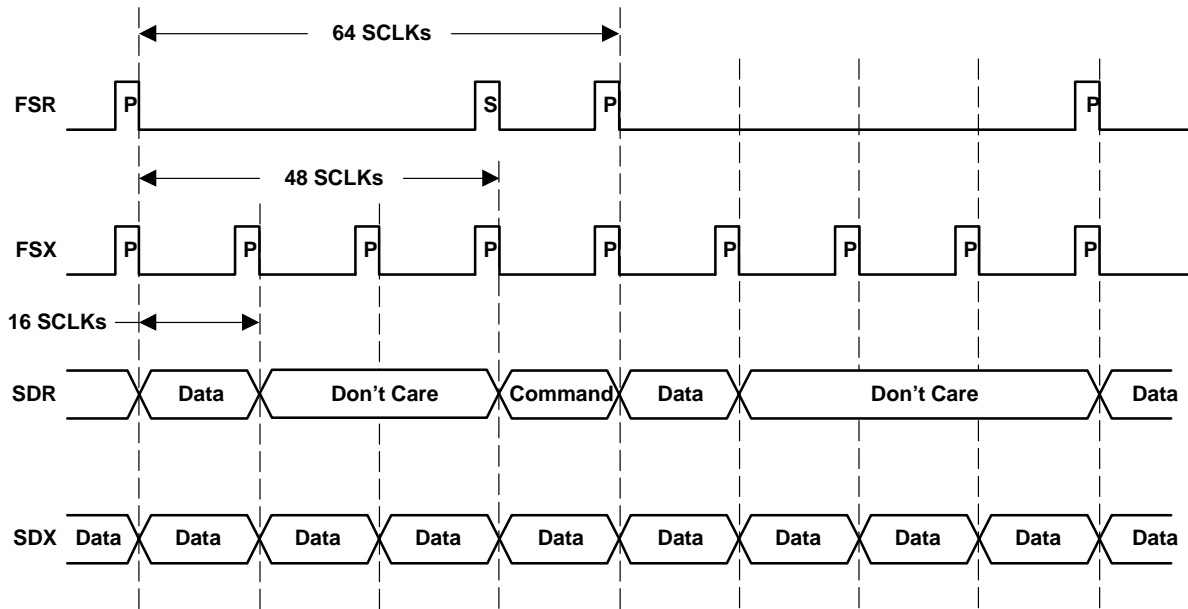 64 SCLKs
FSR P S P P
48 SCLKs
FSX P P P P P P P P P
16 SCLKs
SDR Data Don't Care Command Data Don't Care Data
SDX Data Data Data Data Data Data Data Data Data Data